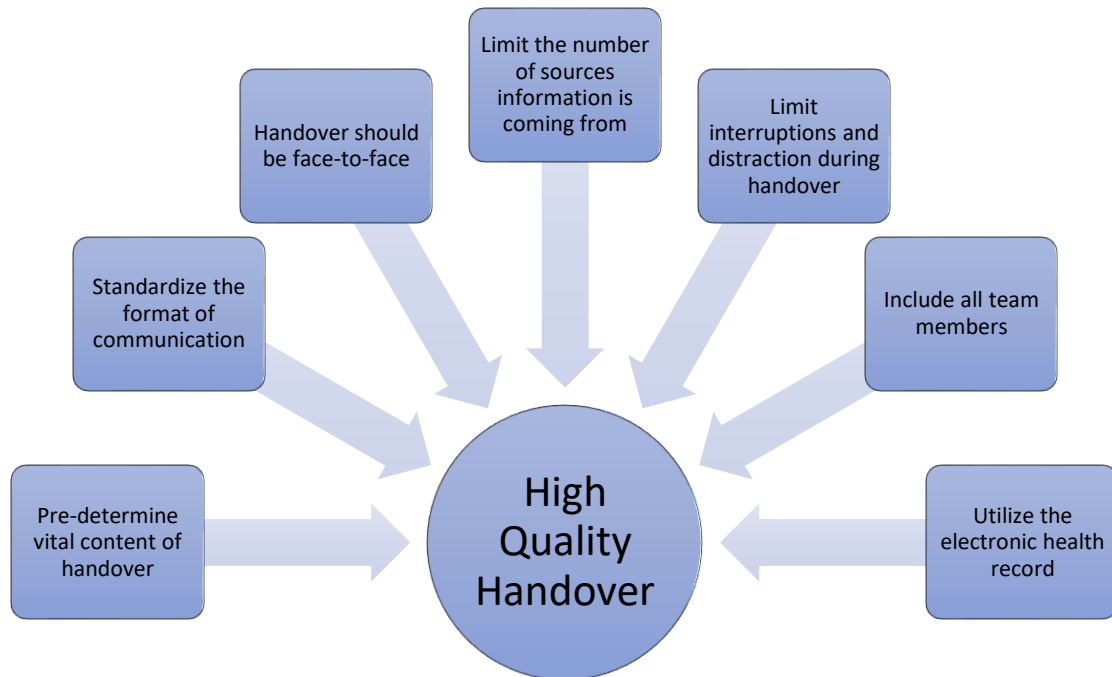 Pre-determine
vital content of
handover
Standardize the
format of
communication
Handover should
be face-to-face
Limit the number
of sources
information is
coming from
Limit
interruptions and
distraction during
handover
Include all team
members
Utilize the
electronic health
record
High
Quality
Handover